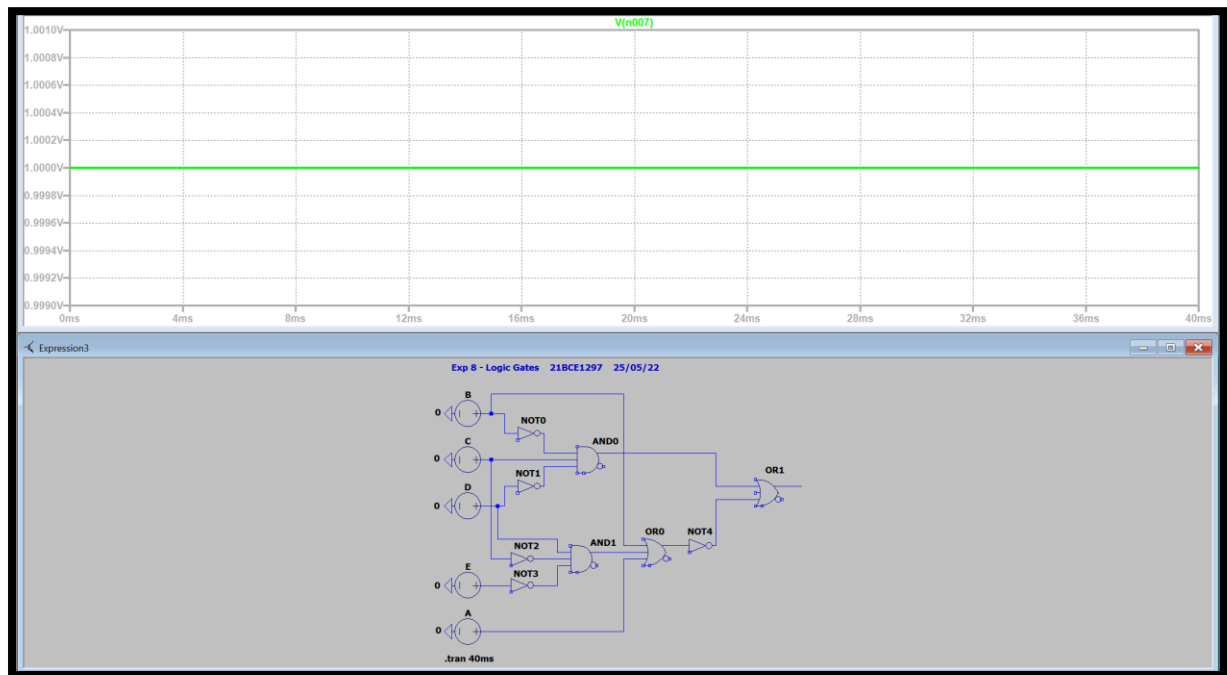 V(n007)
1.0010V
1.0008V
1.0006V
1.0004V
1.0002V
1.0000V
0.9998V
0.9996V
0.9994V
0.9992V
0.9990V
0ms 4ms 8ms 12ms 16ms 20ms 24ms 28ms 32ms 36ms 40ms
Expression3
Exp 8 - Logic Gates 21BCE1297 25/05/22
B
0
NOT0
C
AND0
0
NOT1
OR1
D
0
OR0 NOT4
NOT2 AND1
E
NOT3
0
A
0
.tran 40ms